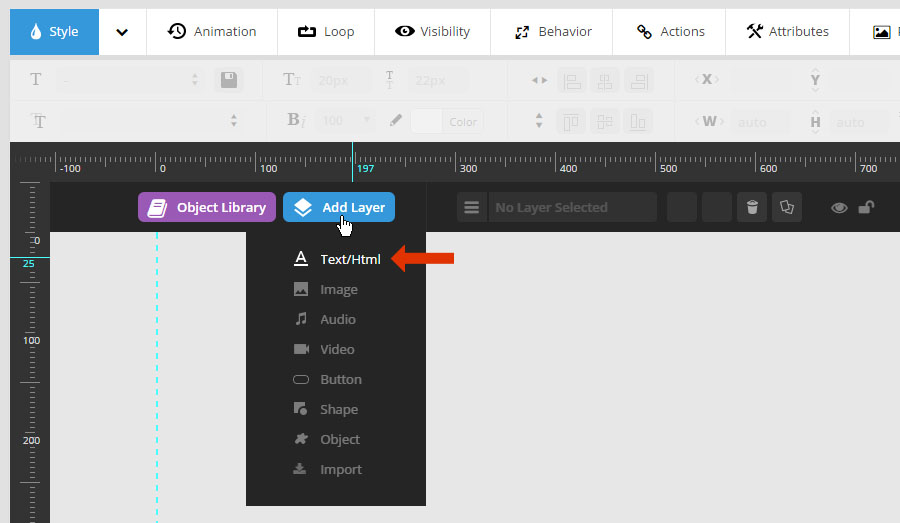 Style
Animation
Loop
Visibility
Behavior
Actions
Attributes
-
20px
22px
X
Y
100
Color
W
auto
H
auto
-100
0
100
197
300
400
500
600
700
Object Library
Add Layer
No Layer Selected
0
25
100
200
Text/Html
Image
Audio
Video
Button
Shape
Object
Import